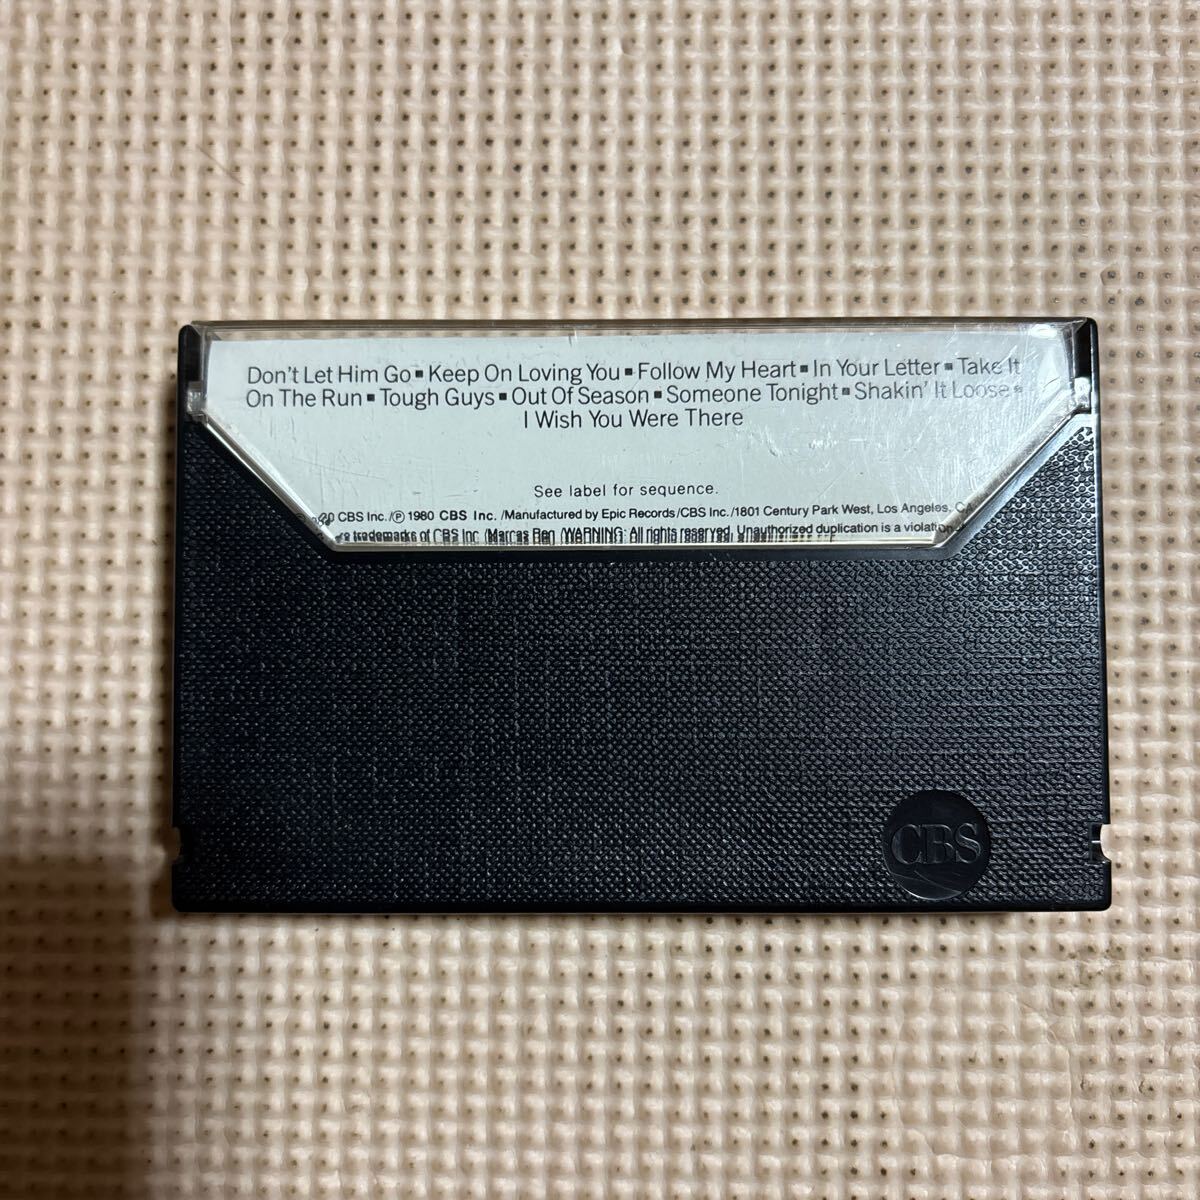 Don't Let Him Go ▪ Keep On Loving You ▪ Follow My Heart ▪ In Your Letter ▪ Take It
On The Run ▪ Tough Guys ▪ Out Of Season ▪ Someone Tonight ▪ Shakin' It Loose ▪
I Wish You Were There
See label for sequence.
CBS Inc./℗ 1980 CBS Inc./Manufactured by Epic Records/CBS Inc./1801 Century Park West, Los Angeles, CA
trademarks of CBS Inc./Marcas Reg./WARNING: All rights reserved. Unauthorized duplication is a
CBS